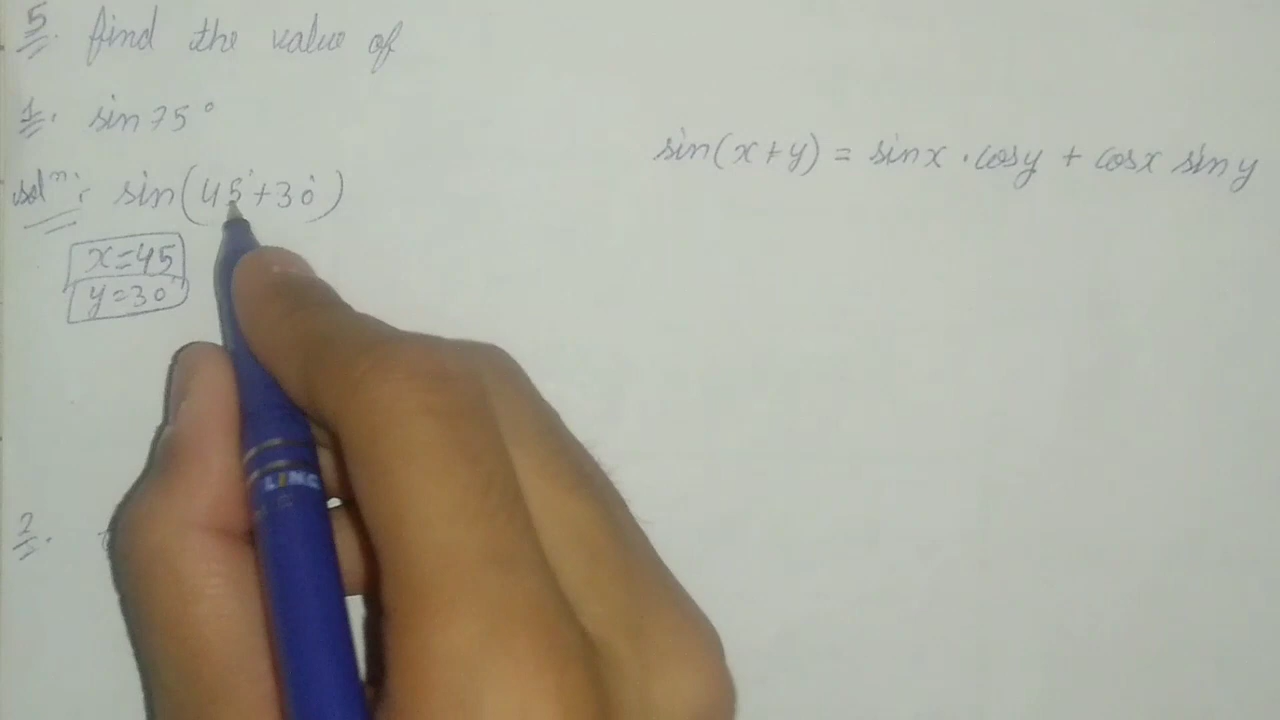 5. find the value of
1. sin 75°
sin(x+y) = sinx . cosy + cosx siny
solⁿ: sin(45°+30°)
x=45
y=30°
LINC
2.